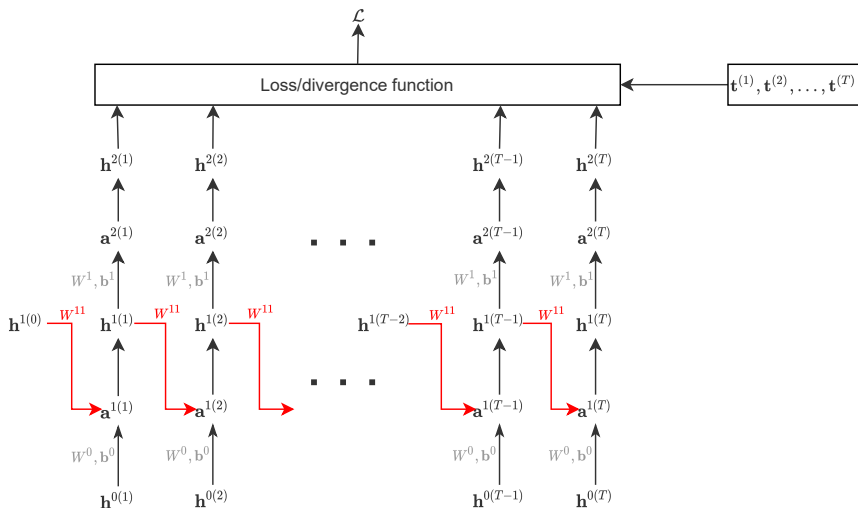 ℒ
Loss/divergence function
𝐭⁽¹⁾, 𝐭⁽²⁾, …, 𝐭⁽ᵀ⁾
𝐡²⁽¹⁾ 𝐡²⁽²⁾ 𝐡²⁽ᵀ⁻¹⁾ 𝐡²⁽ᵀ⁾
𝐚²⁽¹⁾ 𝐚²⁽²⁾ . . . 𝐚²⁽ᵀ⁻¹⁾ 𝐚²⁽ᵀ⁾
W¹, 𝐛¹ W¹, 𝐛¹ W¹, 𝐛¹ W¹, 𝐛¹
W¹¹ W¹¹ W¹¹ W¹¹ W¹¹
𝐡¹⁽⁰⁾ 𝐡¹⁽¹⁾ 𝐡¹⁽²⁾ 𝐡¹⁽ᵀ⁻²⁾ 𝐡¹⁽ᵀ⁻¹⁾ 𝐡¹⁽ᵀ⁾
. . .
𝐚¹⁽¹⁾ 𝐚¹⁽²⁾ 𝐚¹⁽ᵀ⁻¹⁾ 𝐚¹⁽ᵀ⁾
W⁰, 𝐛⁰ W⁰, 𝐛⁰ W⁰, 𝐛⁰ W⁰, 𝐛⁰
𝐡⁰⁽¹⁾ 𝐡⁰⁽²⁾ 𝐡⁰⁽ᵀ⁻¹⁾ 𝐡⁰⁽ᵀ⁾